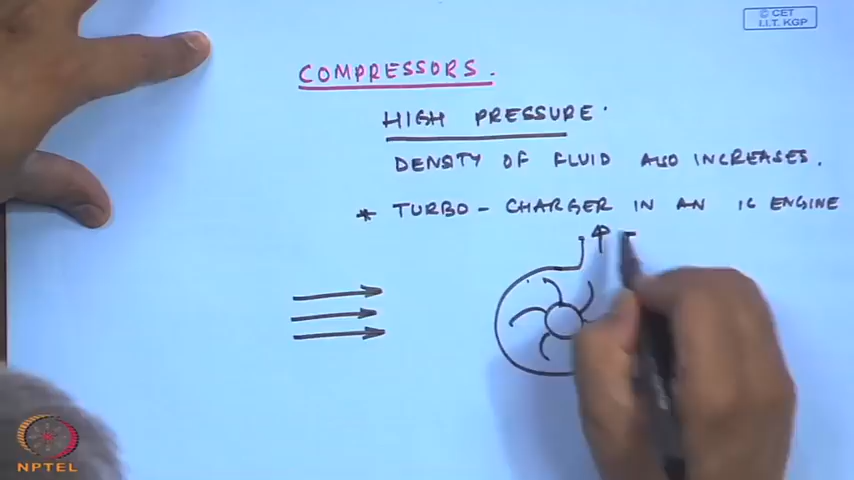 © CET
I.I.T. KGP
COMPRESSORS.
HIGH PRESSURE.
DENSITY OF FLUID ALSO INCREASES.
* TURBO - CHARGER IN AN IC ENGINE
NPTEL